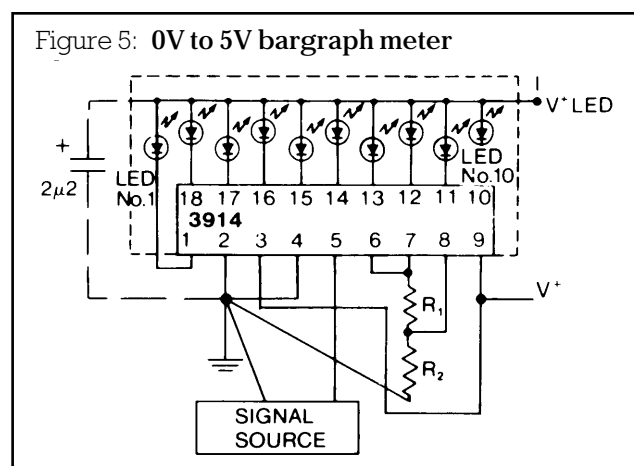 Figure 5: 0V to 5V bargraph meter
V⁺ LED
+
2μ2
LED
No.1
LED
No.10
18 17 16 15 14 13 12 11 10
3914
1 2 3 4 5 6 7 8 9
R₁
V⁺
R₂
SIGNAL
SOURCE